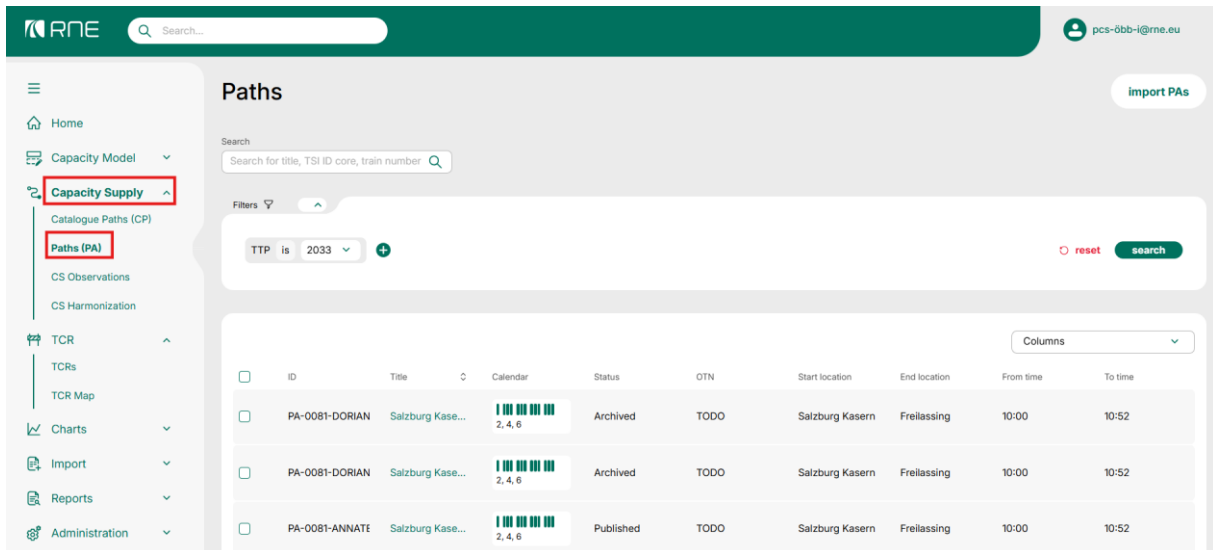 RNE
Search...
pcs-öbb-i@rne.eu
Home
Capacity Model
Capacity Supply
Catalogue Paths (CP)
Paths (PA)
CS Observations
CS Harmonization
TCR
TCRs
TCR Map
Charts
Import
Reports
Administration
Paths
import PAs
Search
Search for title, TSI ID core, train number
Filters
TTP is 2033
reset search
Columns
ID Title Calendar Status OTN Start location End location From time To time
PA-0081-DORIAN Salzburg Kase... 2, 4, 6 Archived TODO Salzburg Kasern Freilassing 10:00 10:52
PA-0081-DORIAN Salzburg Kase... 2, 4, 6 Archived TODO Salzburg Kasern Freilassing 10:00 10:52
PA-0081-ANNATE Salzburg Kase... 2, 4, 6 Published TODO Salzburg Kasern Freilassing 10:00 10:52